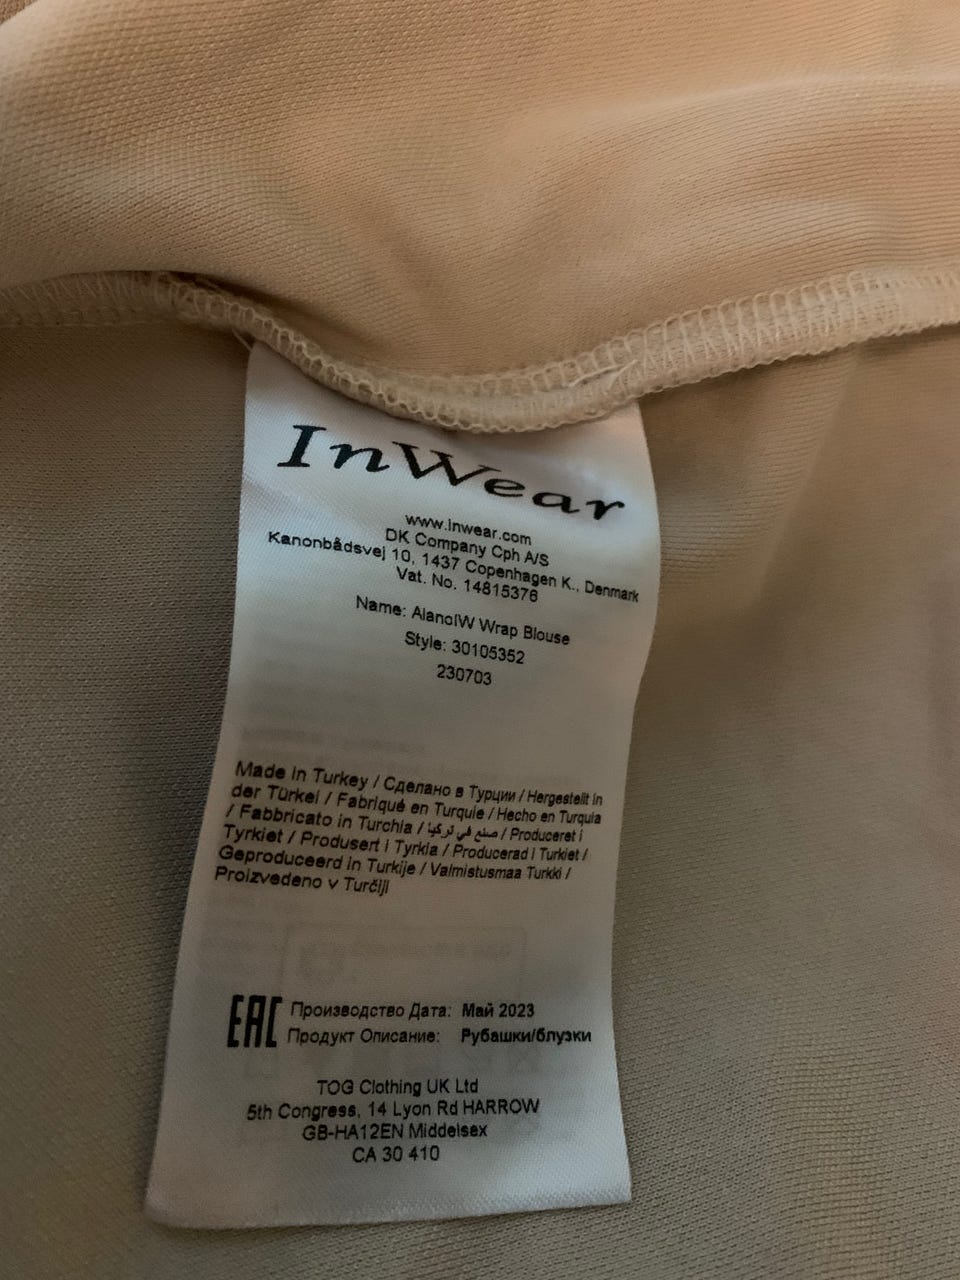 InWear
www.inwear.com
DK Company Cph A/S
Kanonbådsvej 10, 1437 Copenhagen K., Denmark
Vat. No. 14815376
Name: AlanoIW Wrap Blouse
Style: 30105352
230703
Made in Turkey / Сделано в Турции / Hergestellt in
der Türkei / Fabriqué en Turquie / Hecho en Turquia
/ Fabbricato in Turchia / صنع في تركيا / Produceret i
Tyrkiet / Produsert i Tyrkia / Producerad i Turkiet /
Geproduceerd in Turkije / Valmistusmaa Turkki /
Proizvedeno v Turčiji
EAC Производство Дата: Май 2023
Продукт Описание: Рубашки/блузки
TOG Clothing UK Ltd
5th Congress, 14 Lyon Rd HARROW
GB-HA12EN Middelsex
CA 30 410